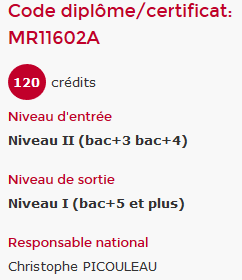 Code diplôme/certificat:
MR11602A
120 crédits
Niveau d'entrée
Niveau II (bac+3 bac+4)
Niveau de sortie
Niveau I (bac+5 et plus)
Responsable national
Christophe PICOULEAU